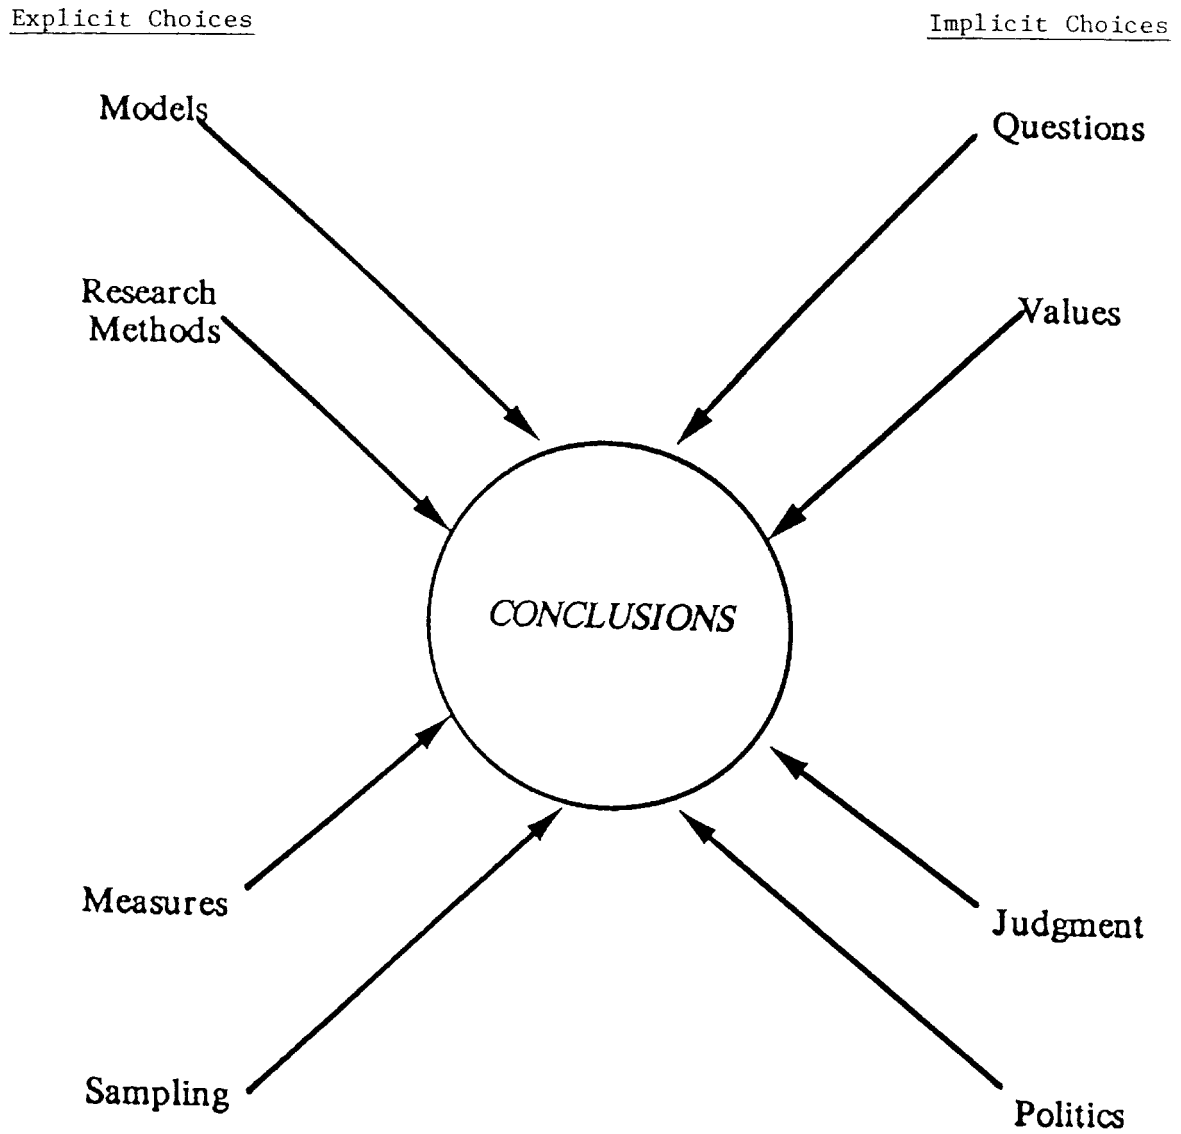 Explicit Choices
Implicit Choices
Models
Questions
Research
Methods
Values
CONCLUSIONS
Measures
Judgment
Sampling
Politics